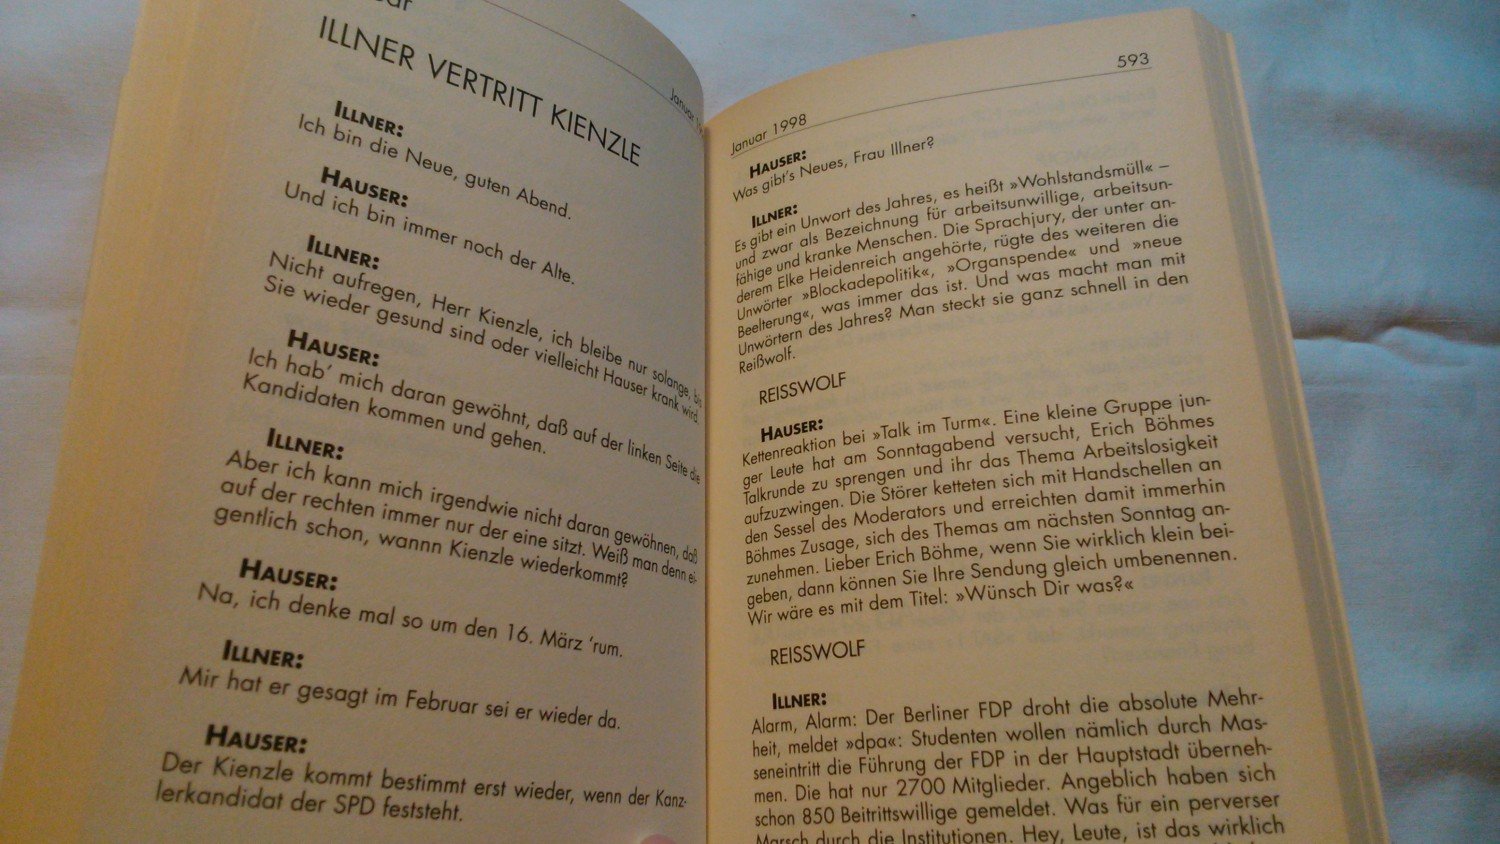 uar
Januar 19
ILLNER VERTRITT KIENZLE
ILLNER:
Ich bin die Neue, guten Abend.
HAUSER:
Und ich bin immer noch der Alte.
ILLNER:
Nicht aufregen, Herr Kienzle, ich bleibe nur solange, bis
Sie wieder gesund sind oder vielleicht Hauser krank wird.
HAUSER:
Ich hab’ mich daran gewöhnt, daß auf der linken Seite die
Kandidaten kommen und gehen.
ILLNER:
Aber ich kann mich irgendwie nicht daran gewöhnen, daß
auf der rechten immer nur der eine sitzt. Weiß man denn ei-
gentlich schon, wannn Kienzle wiederkommt?
HAUSER:
Na, ich denke mal so um den 16. März ’rum.
ILLNER:
Mir hat er gesagt im Februar sei er wieder da.
HAUSER:
Der Kienzle kommt bestimmt erst wieder, wenn der Kanz-
lerkandidat der SPD feststeht.
Januar 1998 593
HAUSER:
Was gibt’s Neues, Frau Illner?
ILLNER:
Es gibt ein Unwort des Jahres, es heißt »Wohlstandsmüll« –
und zwar als Bezeichnung für arbeitsunwillige, arbeitsun-
fähige und kranke Menschen. Die Sprachjury, der unter an-
derem Elke Heidenreich angehörte, rügte des weiteren die
Unwörter »Blockadepolitik«, »Organspende« und »neue
Beelterung«, was immer das ist. Und was macht man mit
Unwörtern des Jahres? Man steckt sie ganz schnell in den
Reißwolf.
REISSWOLF
HAUSER:
Kettenreaktion bei »Talk im Turm«. Eine kleine Gruppe jun-
ger Leute hat am Sonntagabend versucht, Erich Böhmes
Talkrunde zu sprengen und ihr das Thema Arbeitslosigkeit
aufzuzwingen. Die Störer ketteten sich mit Handschellen an
den Sessel des Moderators und erreichten damit immerhin
Böhmes Zusage, sich des Themas am nächsten Sonntag an-
zunehmen. Lieber Erich Böhme, wenn Sie wirklich klein bei-
geben, dann können Sie Ihre Sendung gleich umbenennen.
Wir wäre es mit dem Titel: »Wünsch Dir was?«
REISSWOLF
ILLNER:
Alarm, Alarm: Der Berliner FDP droht die absolute Mehr-
heit, meldet »dpa«: Studenten wollen nämlich durch Mas-
seneintritt die Führung der FDP in der Hauptstadt überneh-
men. Die hat nur 2700 Mitglieder. Angeblich haben sich
schon 850 Beitrittswillige gemeldet. Was für ein perverser
Marsch durch die Institutionen. Hey, Leute, ist das wirklich